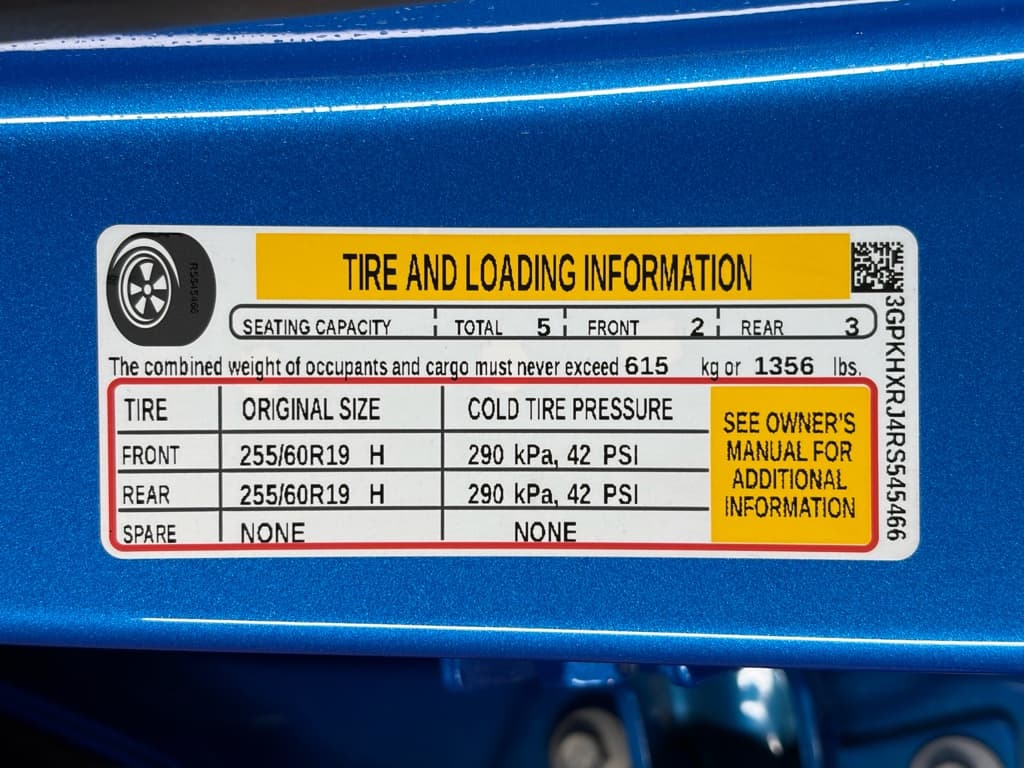 RS545466
TIRE AND LOADING INFORMATION
SEATING CAPACITY TOTAL 5 FRONT 2 REAR 3
The combined weight of occupants and cargo must never exceed 615 kg or 1356 lbs.
TIRE ORIGINAL SIZE COLD TIRE PRESSURE
FRONT 255/60R19 H 290 kPa, 42 PSI
REAR 255/60R19 H 290 kPa, 42 PSI
SPARE NONE NONE
SEE OWNER'S
MANUAL FOR
ADDITIONAL
INFORMATION
3GPKHXRJ4RS545466